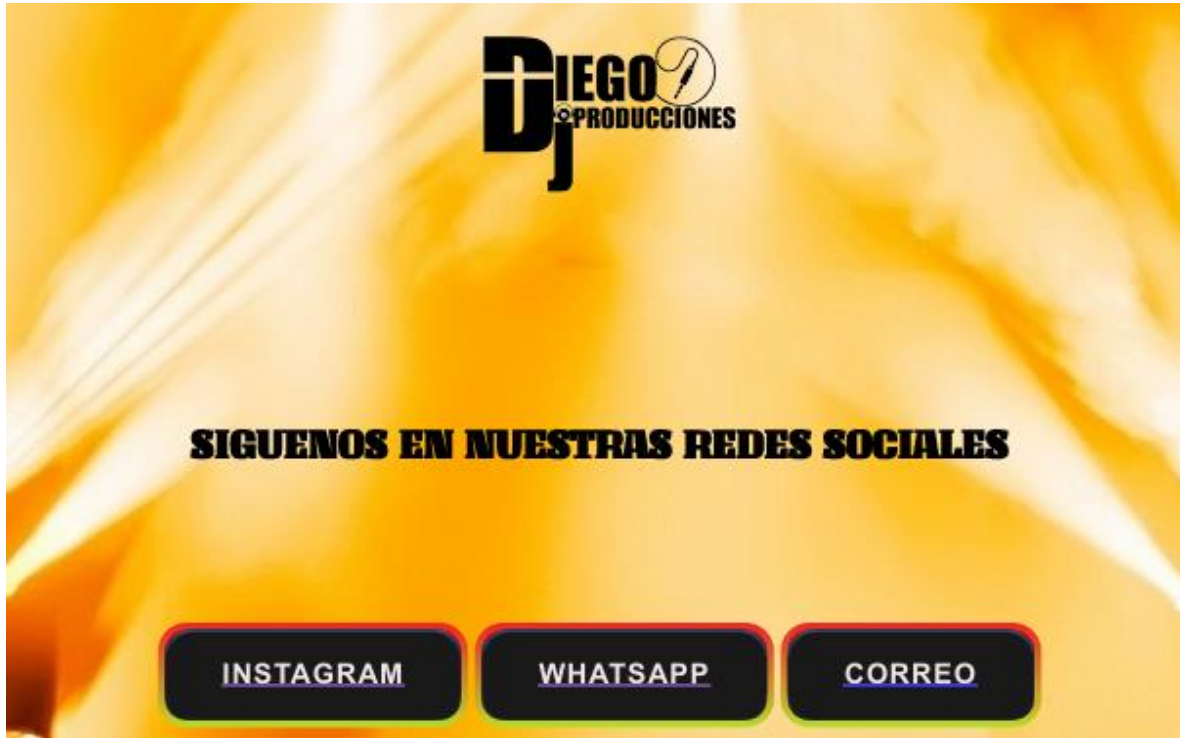 DIEGO
Dj PRODUCCIONES
SIGUENOS EN NUESTRAS REDES SOCIALES
INSTAGRAM WHATSAPP CORREO